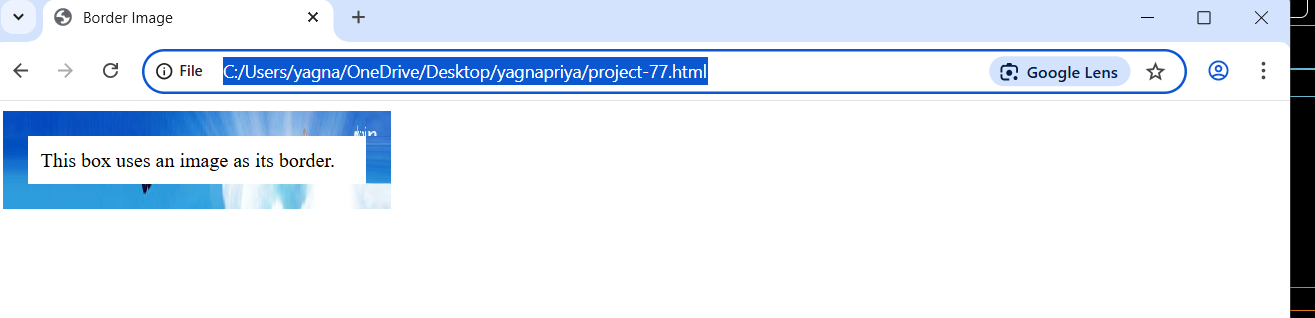 Border Image
File C:/Users/yagna/OneDrive/Desktop/yagnapriya/project-77.html Google Lens
This box uses an image as its border.